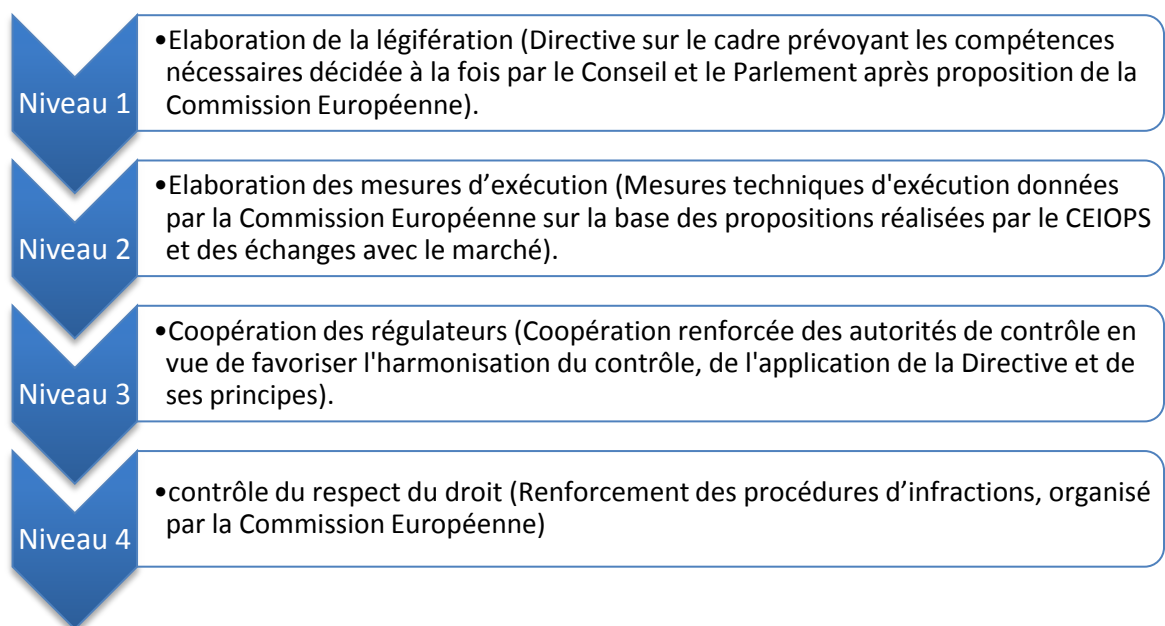 •Elaboration de la légifération (Directive sur le cadre prévoyant les compétences
nécessaires décidée à la fois par le Conseil et le Parlement après proposition de la
Niveau 1
Commission Européenne).
•Elaboration des mesures d’exécution (Mesures techniques d'exécution données
par la Commission Européenne sur la base des propositions réalisées par le CEIOPS
Niveau 2
et des échanges avec le marché).
•Coopération des régulateurs (Coopération renforcée des autorités de contrôle en
vue de favoriser l'harmonisation du contrôle, de l'application de la Directive et de
Niveau 3
ses principes).
•contrôle du respect du droit (Renforcement des procédures d’infractions, organisé
par la Commission Européenne)
Niveau 4